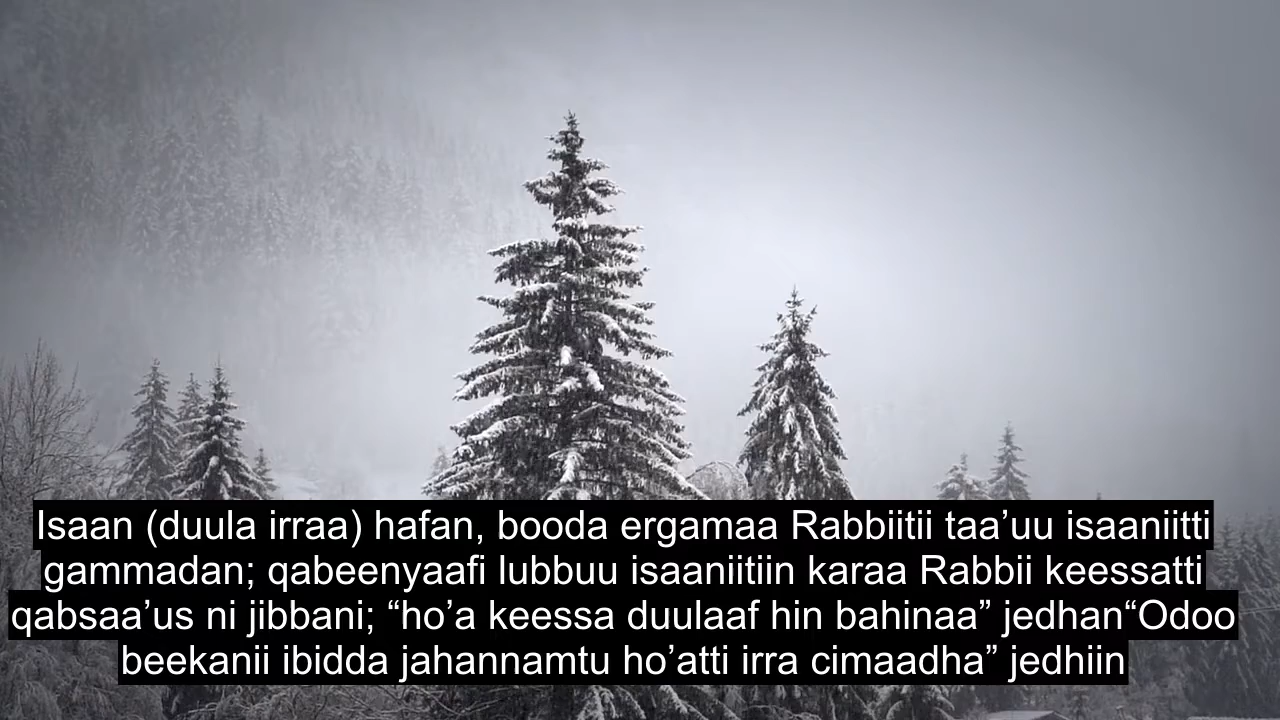 Isaan (duula irraa) hafan, booda ergamaa Rabbiitii taa’uu isaaniitti
gammadan; qabeenyaafi lubbuu isaaniitiin karaa Rabbii keessatti
qabsaa’us ni jibbani; “ho’a keessa duulaaf hin bahinaa” jedhan“Odoo
beekanii ibidda jahannamtu ho’atti irra cimaadha” jedhiin